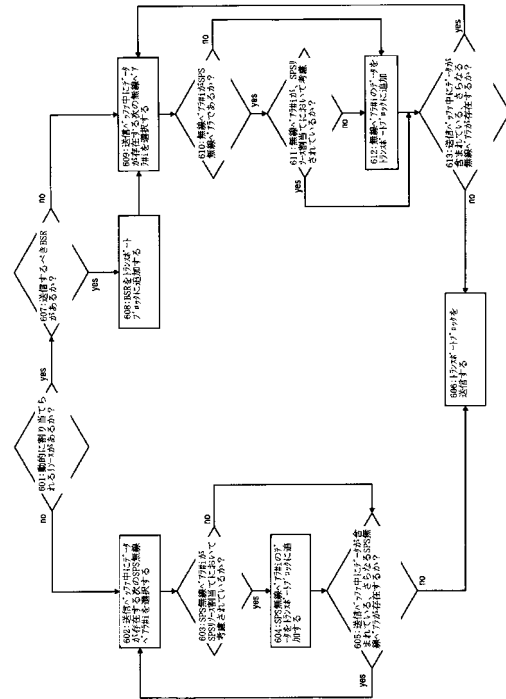 601:動的に割り当てら
れるリソースがあるか?
no
yes
602:送信バッファ中にデータ
が存在する次のSPS無線
ベアラ#iを選択する
603:SPS無線ベアラ#iが
SPSリソース割当てにおいて
考慮されているか?
no
yes
604:SPS無線ベアラ#iのデ
ータをトランスポートブロックに追
加する
605:送信バッファ中にデータが含
まれている、さらなるSPS無
線ベアラが存在するか?
yes
no
606:トランスポートブロックを
送信する
607:送信するべきBSR
があるか?
no
yes
608:BSRをトランスポート
ブロックに追加する
609:送信バッファ中にデータ
が存在する次の無線ベア
ラ#iを選択する
610:無線ベアラ#iがSPS
無線ベアラであるか?
no
yes
611:無線ベアラ#iが、SPSリ
ソース割当てにおいて考慮
されているか?
yes
no
612:無線ベアラ#iのデータを
トランスポートブロックに追加
613:送信バッファ中にデータが
含まれている、さらなる
無線ベアラが存在するか?
yes
no